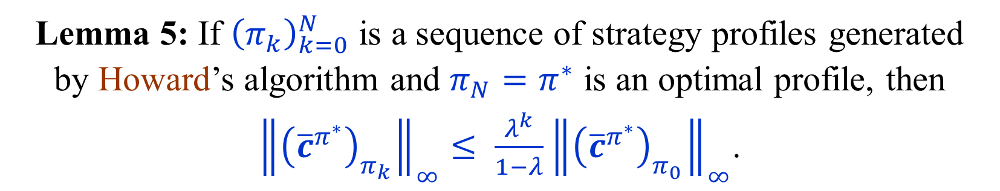 Lemma 5: If (π_k)_{k=0}^N is a sequence of strategy profiles generated
by Howard's algorithm and π_N = π* is an optimal profile, then
‖(c̄^{π*})_{π_k}‖_∞ ≤ λ^k/(1−λ) ‖(c̄^{π*})_{π_0}‖_∞ .